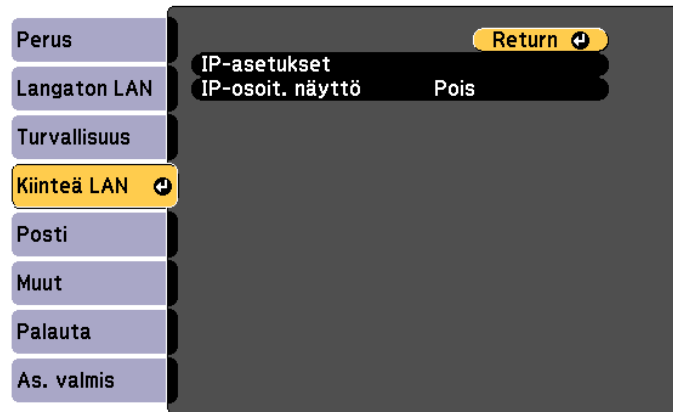 Perus
Langaton LAN
Turvallisuus
Kiinteä LAN
Posti
Muut
Palauta
As. valmis
Return
IP-asetukset
IP-osoit. näyttö Pois